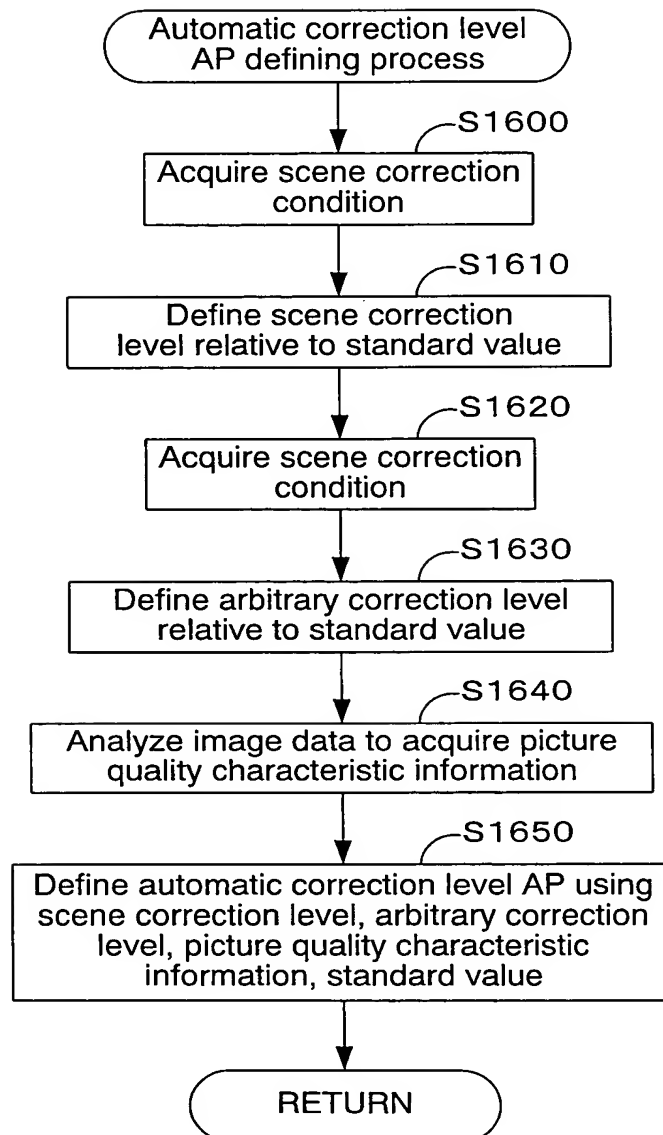 Automatic correction level
AP defining process
S1600
Acquire scene correction
condition
S1610
Define scene correction
level relative to standard value
S1620
Acquire scene correction
condition
S1630
Define arbitrary correction level
relative to standard value
S1640
Analyze image data to acquire picture
quality characteristic information
S1650
Define automatic correction level AP using
scene correction level, arbitrary correction
level, picture quality characteristic
information, standard value
RETURN